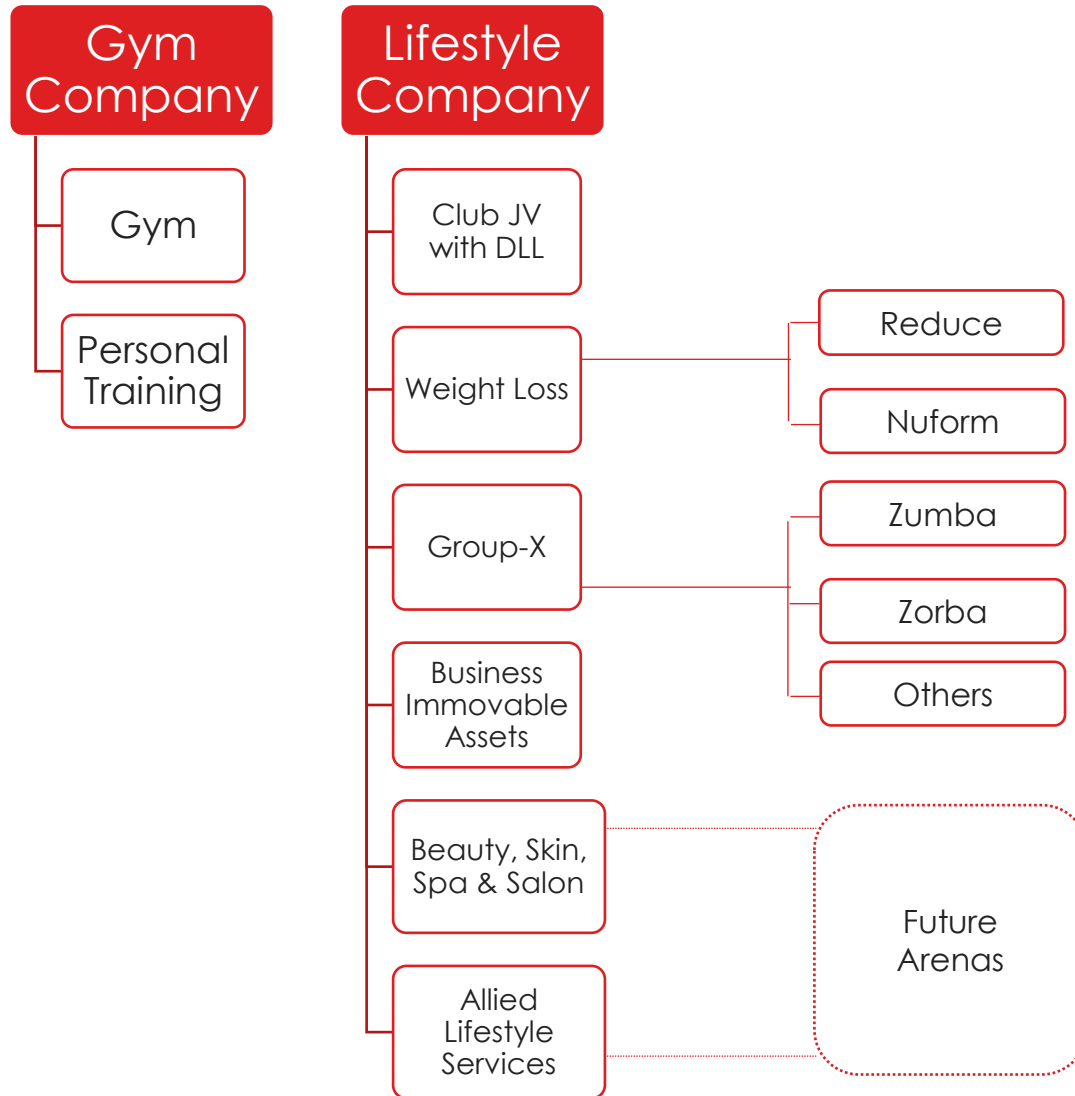 Gym
Company
Gym
Personal
Training
Lifestyle
Company
Club JV
with DLL
Weight Loss
Reduce
Nuform
Group-X
Zumba
Zorba
Others
Business
Immovable
Assets
Beauty, Skin,
Spa & Salon
Allied
Lifestyle
Services
Future
Arenas